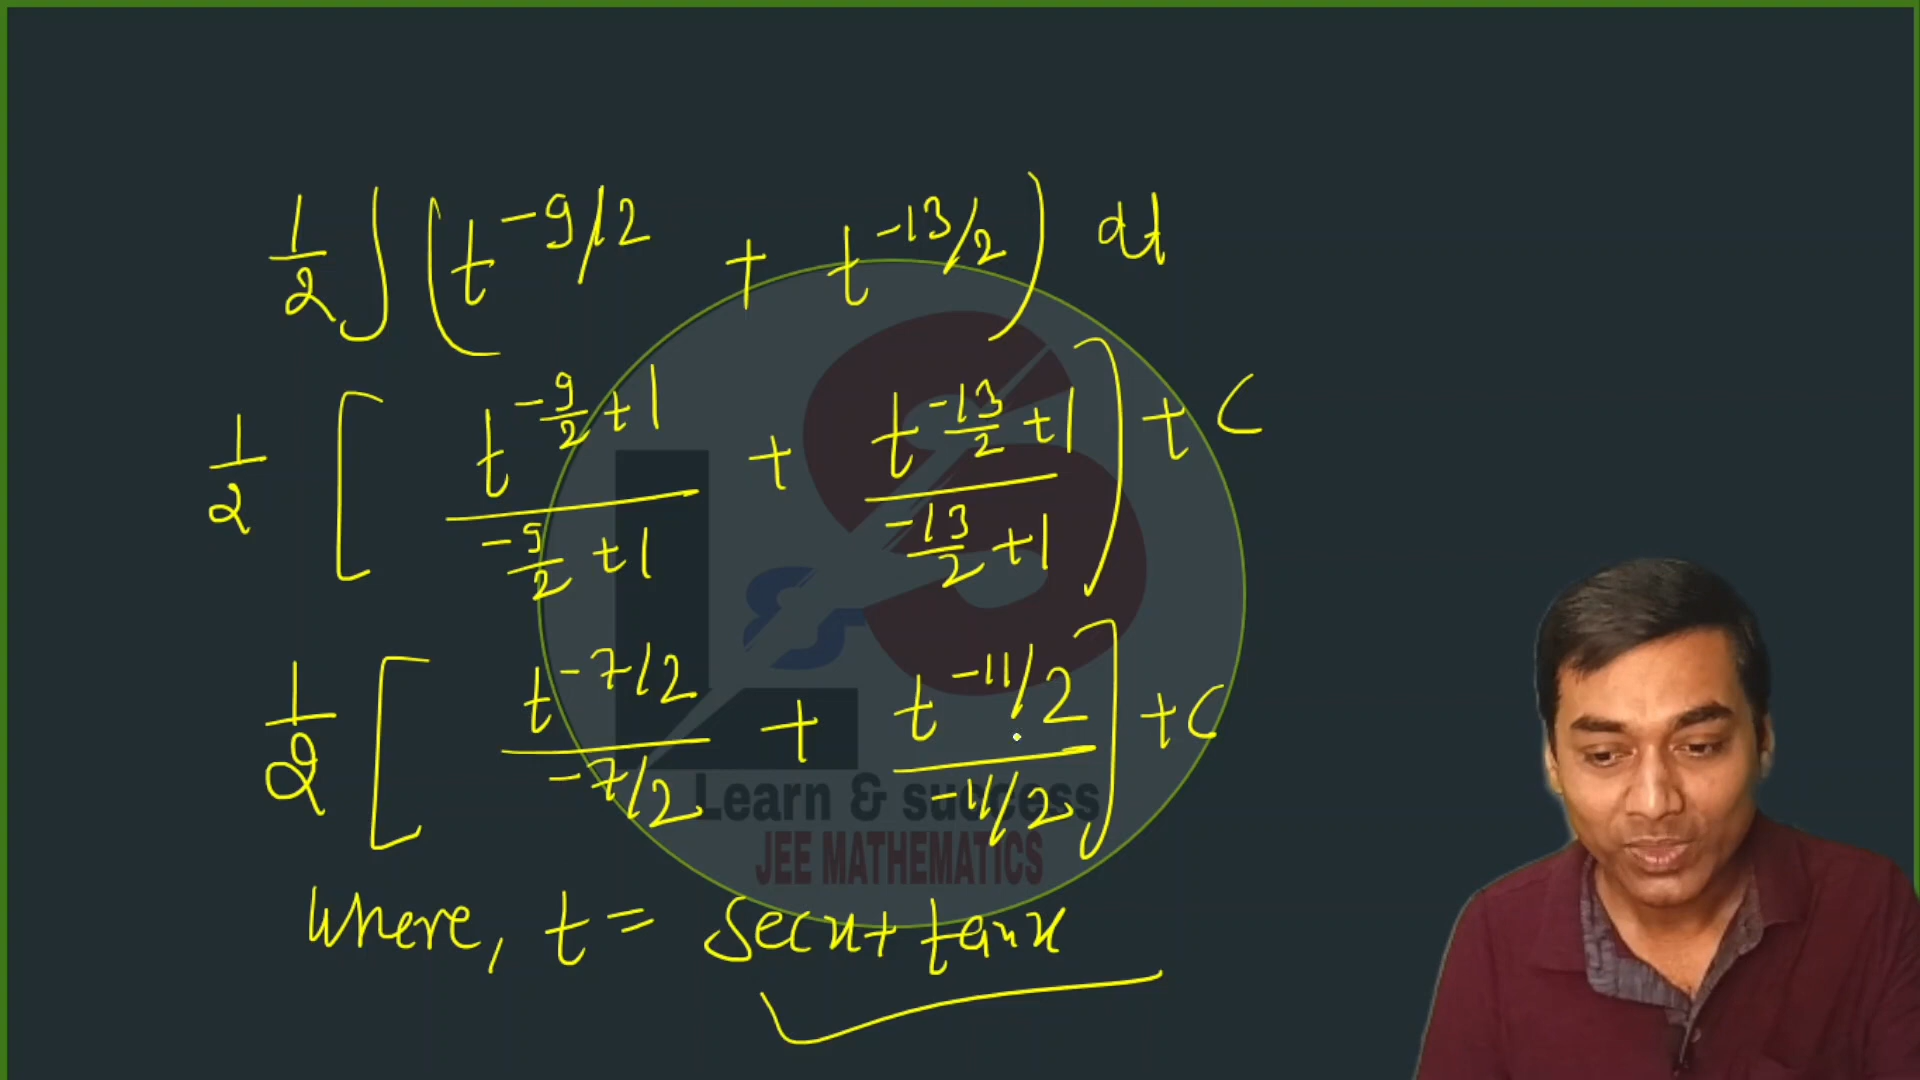 1/2 ∫ (t^(-9/2) + t^(-13/2)) dt
1/2 [ t^(-9/2 + 1) / (-9/2 + 1) + t^(-13/2 + 1) / (-13/2 + 1) ] + C
1/2 [ t^(-7/2) / (-7/2) + t^(-11/2) / (-11/2) ] + C
where, t = secx + tanx
L&S
Learn & success
JEE MATHEMATICS